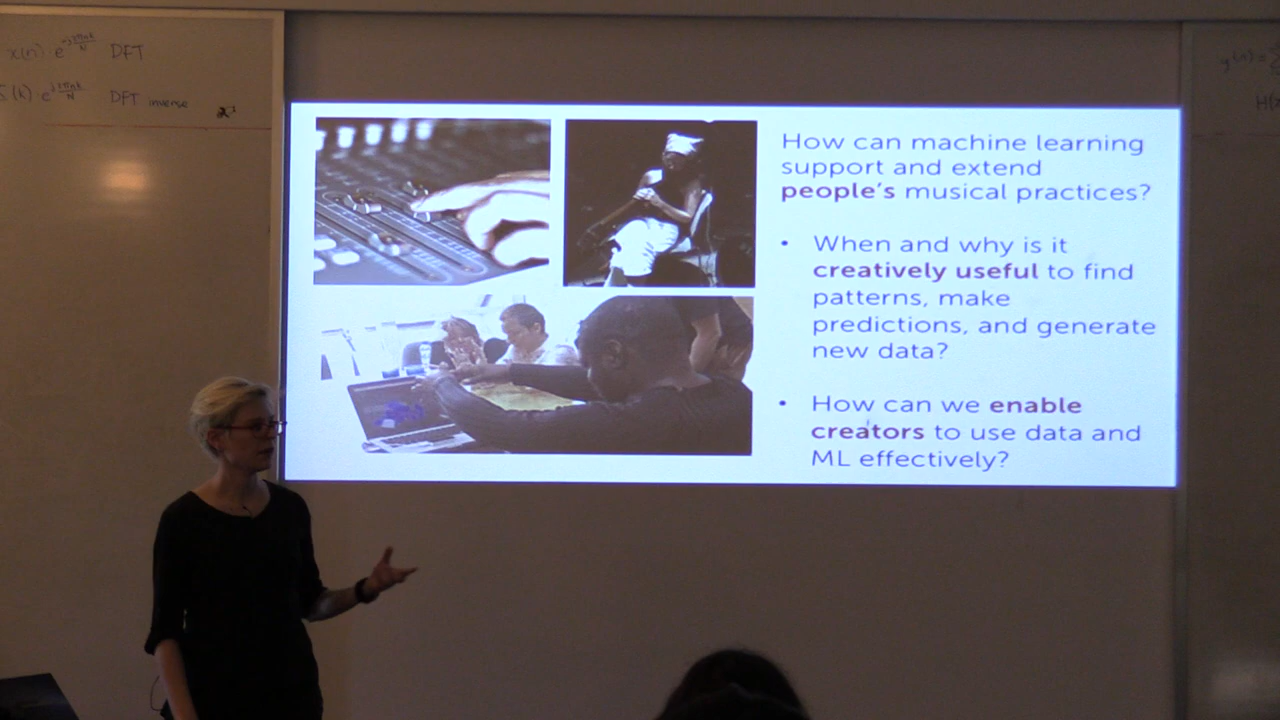 x(n) · e^{-j2πnk/N} DFT
(k) · e^{j2πnk/N} DFT inverse
How can machine learning
support and extend
people's musical practices?
• When and why is it
creatively useful to find
patterns, make
predictions, and generate
new data?
• How can we enable
creators to use data and
ML effectively?